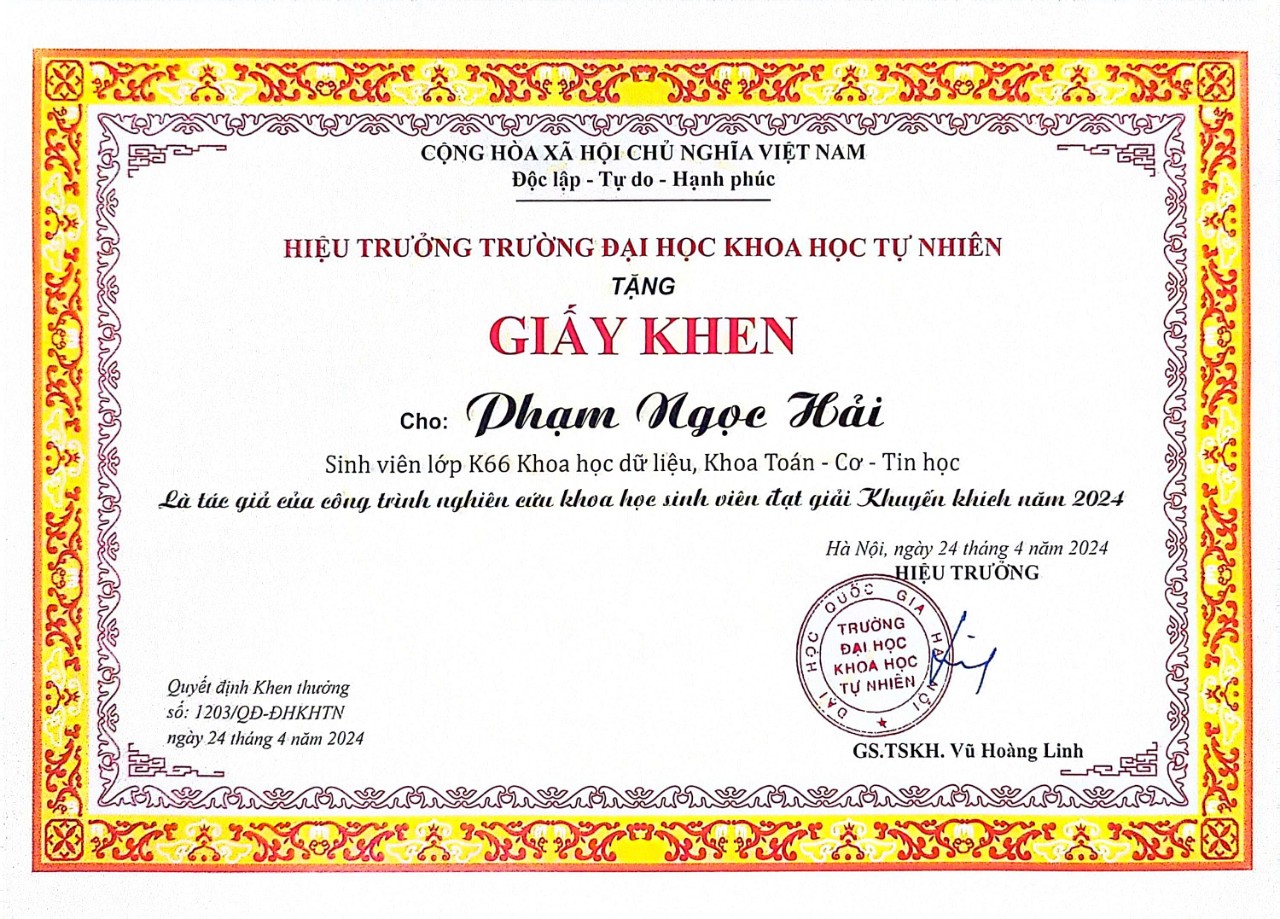 CỘNG HÒA XÃ HỘI CHỦ NGHĨA VIỆT NAM
Độc lập - Tự do - Hạnh phúc
HIỆU TRƯỞNG TRƯỜNG ĐẠI HỌC KHOA HỌC TỰ NHIÊN
TẶNG
GIẤY KHEN
Cho: Phạm Ngọc Hải
Sinh viên lớp K66 Khoa học dữ liệu, Khoa Toán - Cơ - Tin học
Là tác giả của công trình nghiên cứu khoa học sinh viên đạt giải Khuyến khích năm 2024
Hà Nội, ngày 24 tháng 4 năm 2024
HIỆU TRƯỞNG
ĐẠI HỌC QUỐC GIA HÀ NỘI
TRƯỜNG
ĐẠI HỌC
KHOA HỌC
TỰ NHIÊN
Quyết định Khen thưởng
số: 1203/QĐ-ĐHKHTN
ngày 24 tháng 4 năm 2024
GS.TSKH. Vũ Hoàng Linh